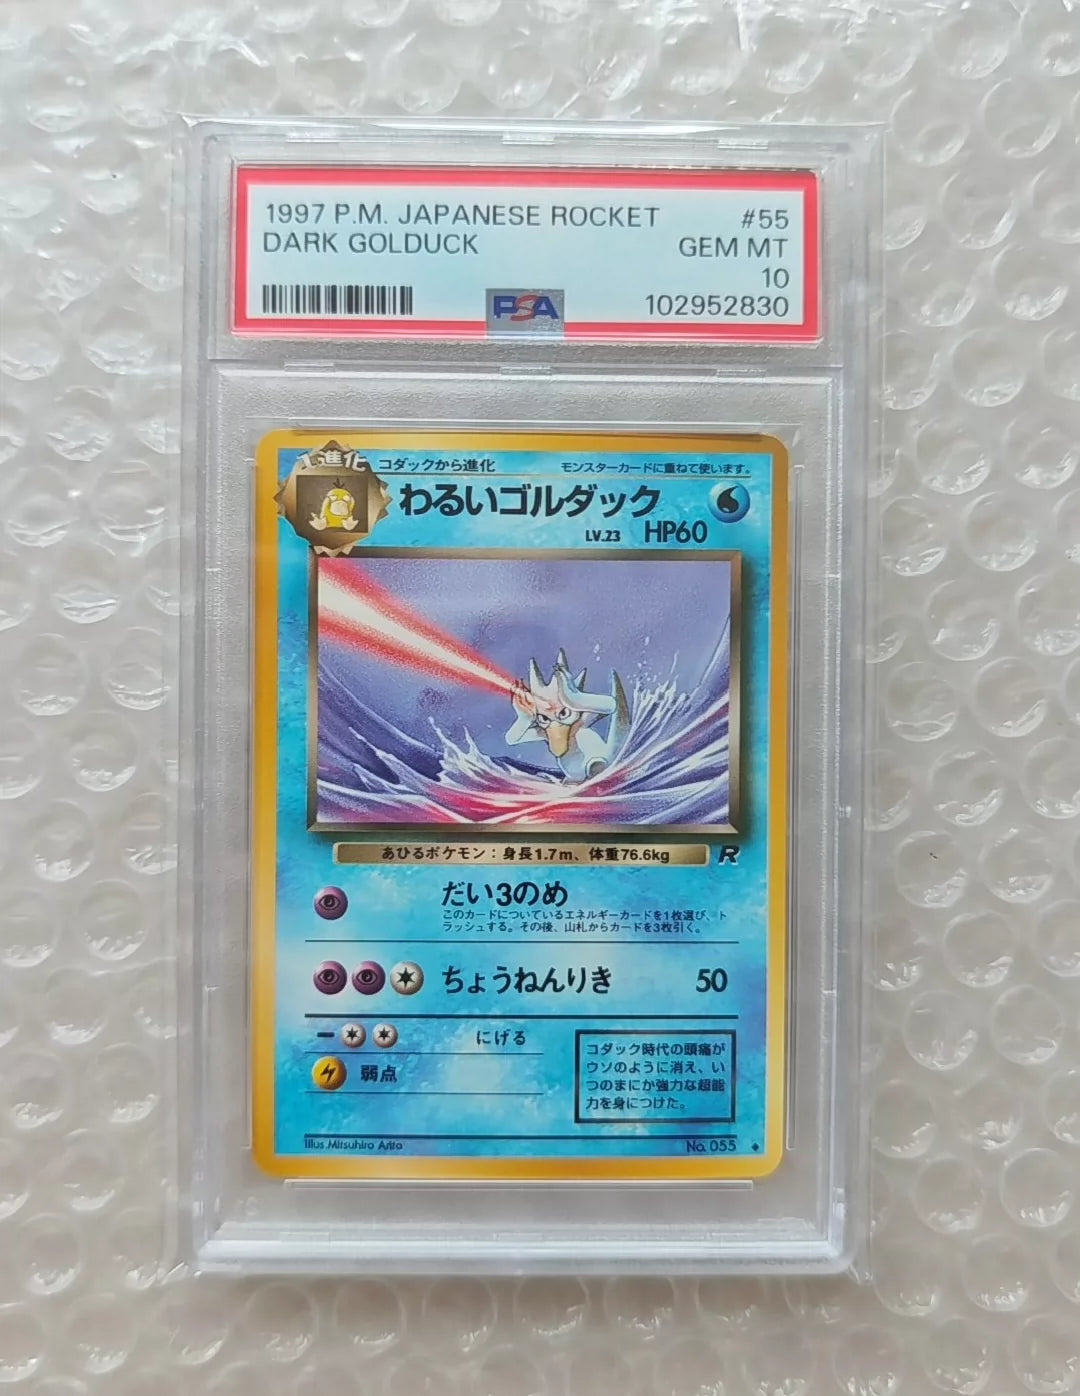 1997 P.M. JAPANESE ROCKET #55
DARK GOLDUCK GEM MT
10
PSA 102952830
1進化 コダックから進化 モンスターカードに重ねて使います。
わるいゴルダック
LV.23 HP60
あひるポケモン：身長1.7m、体重76.6kg R
だい3のめ
このカードについているエネルギーカードを1枚選び、ト
ラッシュする。その後、山札からカードを3枚引く。
ちょうねんりき 50
にげる
弱点
コダック時代の頭痛が
ウソのように消え、い
つのまにか強力な超能
力を身につけた。
Illus.Mitsuhiro Arita No. 055